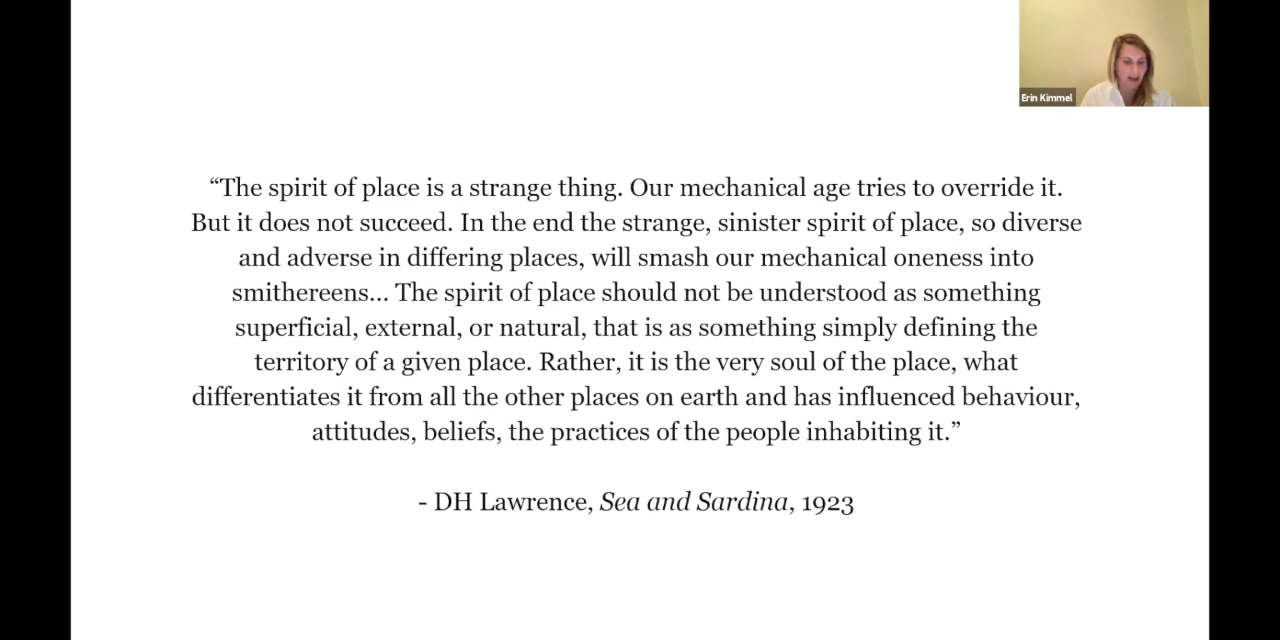 Erin Kimmel
“The spirit of place is a strange thing. Our mechanical age tries to override it.
But it does not succeed. In the end the strange, sinister spirit of place, so diverse
and adverse in differing places, will smash our mechanical oneness into
smithereens... The spirit of place should not be understood as something
superficial, external, or natural, that is as something simply defining the
territory of a given place. Rather, it is the very soul of the place, what
differentiates it from all the other places on earth and has influenced behaviour,
attitudes, beliefs, the practices of the people inhabiting it.”
- DH Lawrence, Sea and Sardina, 1923